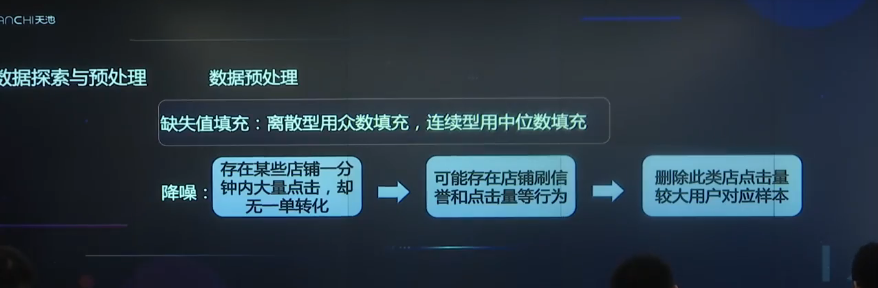 TIANCHI天池
数据探索与预处理
数据预处理
缺失值填充：离散型用众数填充，连续型用中位数填充
降噪：
存在某些店铺一分
钟内大量点击，却
无一单转化
可能存在店铺刷信
誉和点击量等行为
删除此类店点击量
较大用户对应样本